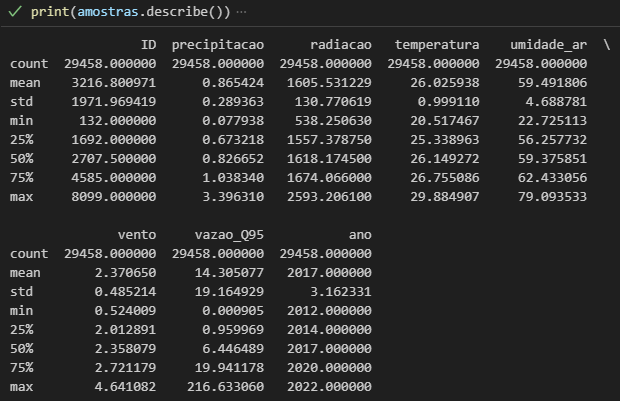 print(amostras.describe()) ···
ID precipitacao radiacao temperatura umidade_ar \
count 29458.000000 29458.000000 29458.000000 29458.000000 29458.000000
mean 3216.800971 0.865424 1605.531229 26.025938 59.491806
std 1971.969419 0.289363 130.770619 0.999110 4.688781
min 132.000000 0.077938 538.250630 20.517467 22.725113
25% 1692.000000 0.673218 1557.378750 25.338963 56.257732
50% 2707.500000 0.826652 1618.174500 26.149272 59.375851
75% 4585.000000 1.038340 1674.066000 26.755086 62.433056
max 8099.000000 3.396310 2593.206100 29.884907 79.093533
vento vazao_Q95 ano
count 29458.000000 29458.000000 29458.000000
mean 2.370650 14.305077 2017.000000
std 0.485214 19.164929 3.162331
min 0.524009 0.000905 2012.000000
25% 2.012891 0.959969 2014.000000
50% 2.358079 6.446489 2017.000000
75% 2.721179 19.941178 2020.000000
max 4.641082 216.633060 2022.000000